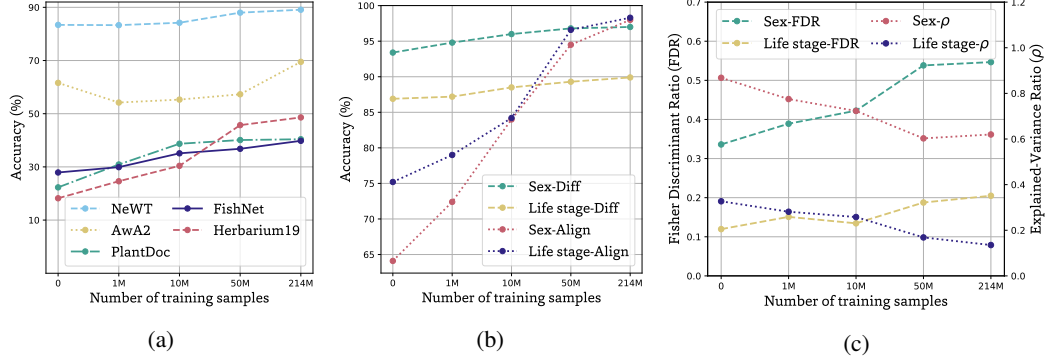 90
70
50
30
10
Accuracy (%)
NeWT
AwA2
PlantDoc
FishNet
Herbarium19
0
1M
10M
50M
214M
Number of training samples
(a)
100
95
90
85
80
75
70
65
Accuracy (%)
Sex-Diff
Life stage-Diff
Sex-Align
Life stage-Align
0
1M
10M
50M
214M
Number of training samples
(b)
0.7
0.6
0.5
0.4
0.3
0.2
0.1
0.0
Fisher Discriminant Ratio (FDR)
Sex-FDR
Life stage-FDR
Sex-ρ
Life stage-ρ
1.2
1.0
0.8
0.6
0.4
0.2
0.0
Explained-Variance Ratio (ρ)
0
1M
10M
50M
214M
Number of training samples
(c)